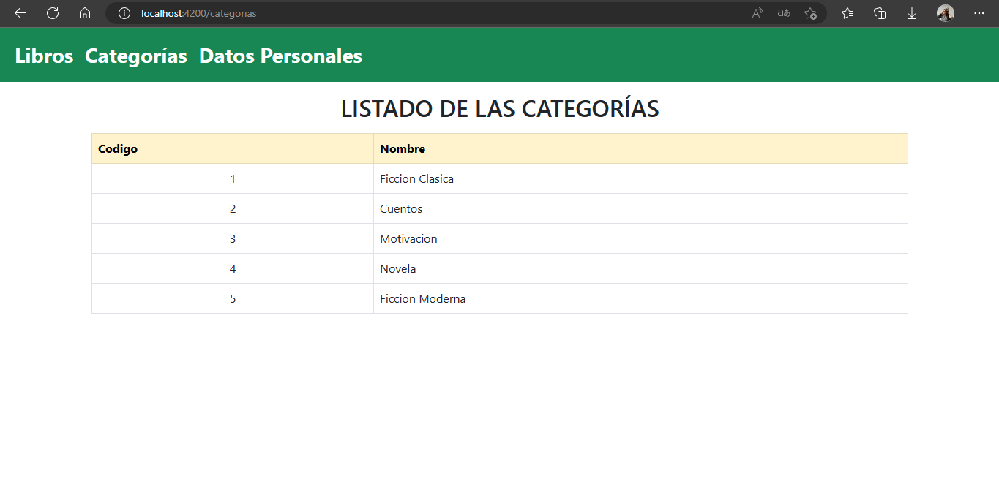 localhost:4200/categorias
Libros Categorías Datos Personales
LISTADO DE LAS CATEGORÍAS
Codigo Nombre
1 Ficcion Clasica
2 Cuentos
3 Motivacion
4 Novela
5 Ficcion Moderna